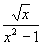 √x / (x² − 1)